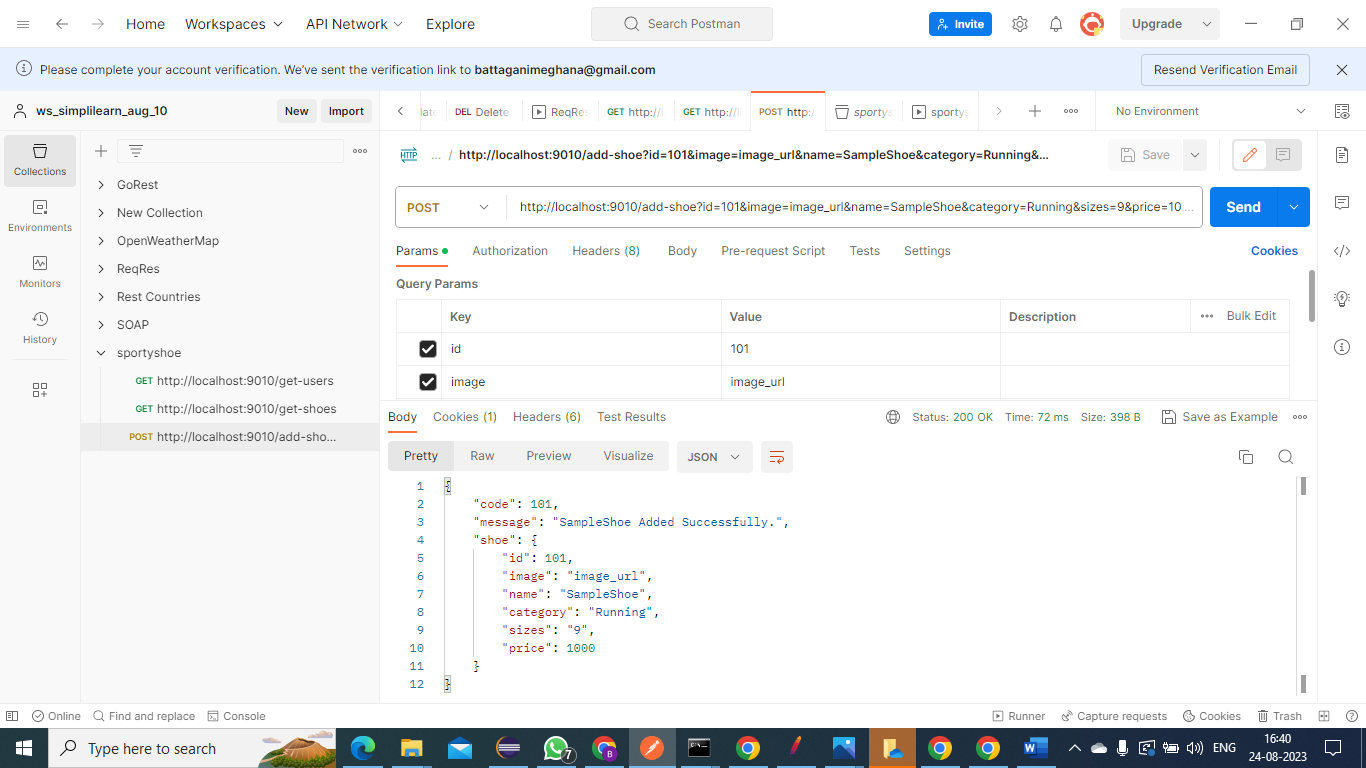 Home Workspaces API Network Explore Search Postman Invite Upgrade
Please complete your account verification. We've sent the verification link to battaganimeghana@gmail.com Resend Verification Email
ws_simplilearn_aug_10 New Import DEL Delete ReqRe GET http:// GET http:// POST http:/ sportys sporty No Environment
HTTP ... / http://localhost:9010/add-shoe?id=101&image=image_url&name=SampleShoe&category=Running&... Save
Collections
Environments
Monitors
History
GoRest
New Collection
OpenWeatherMap
ReqRes
Rest Countries
SOAP
sportyshoe
GET http://localhost:9010/get-users
GET http://localhost:9010/get-shoes
POST http://localhost:9010/add-sho...
POST http://localhost:9010/add-shoe?id=101&image=image_url&name=SampleShoe&category=Running&sizes=9&price=10 ... Send
Params Authorization Headers (8) Body Pre-request Script Tests Settings Cookies
Query Params
Key Value Description Bulk Edit
id 101
image image_url
Body Cookies (1) Headers (6) Test Results Status: 200 OK Time: 72 ms Size: 398 B Save as Example
Pretty Raw Preview Visualize JSON
1 {
2 "code": 101,
3 "message": "SampleShoe Added Successfully.",
4 "shoe": {
5 "id": 101,
6 "image": "image_url",
7 "name": "SampleShoe",
8 "category": "Running",
9 "sizes": "9",
10 "price": 1000
11 }
12 }
Online Find and replace Console Runner Capture requests Cookies Trash
Type here to search 7 B ENG 16:40
24-08-2023